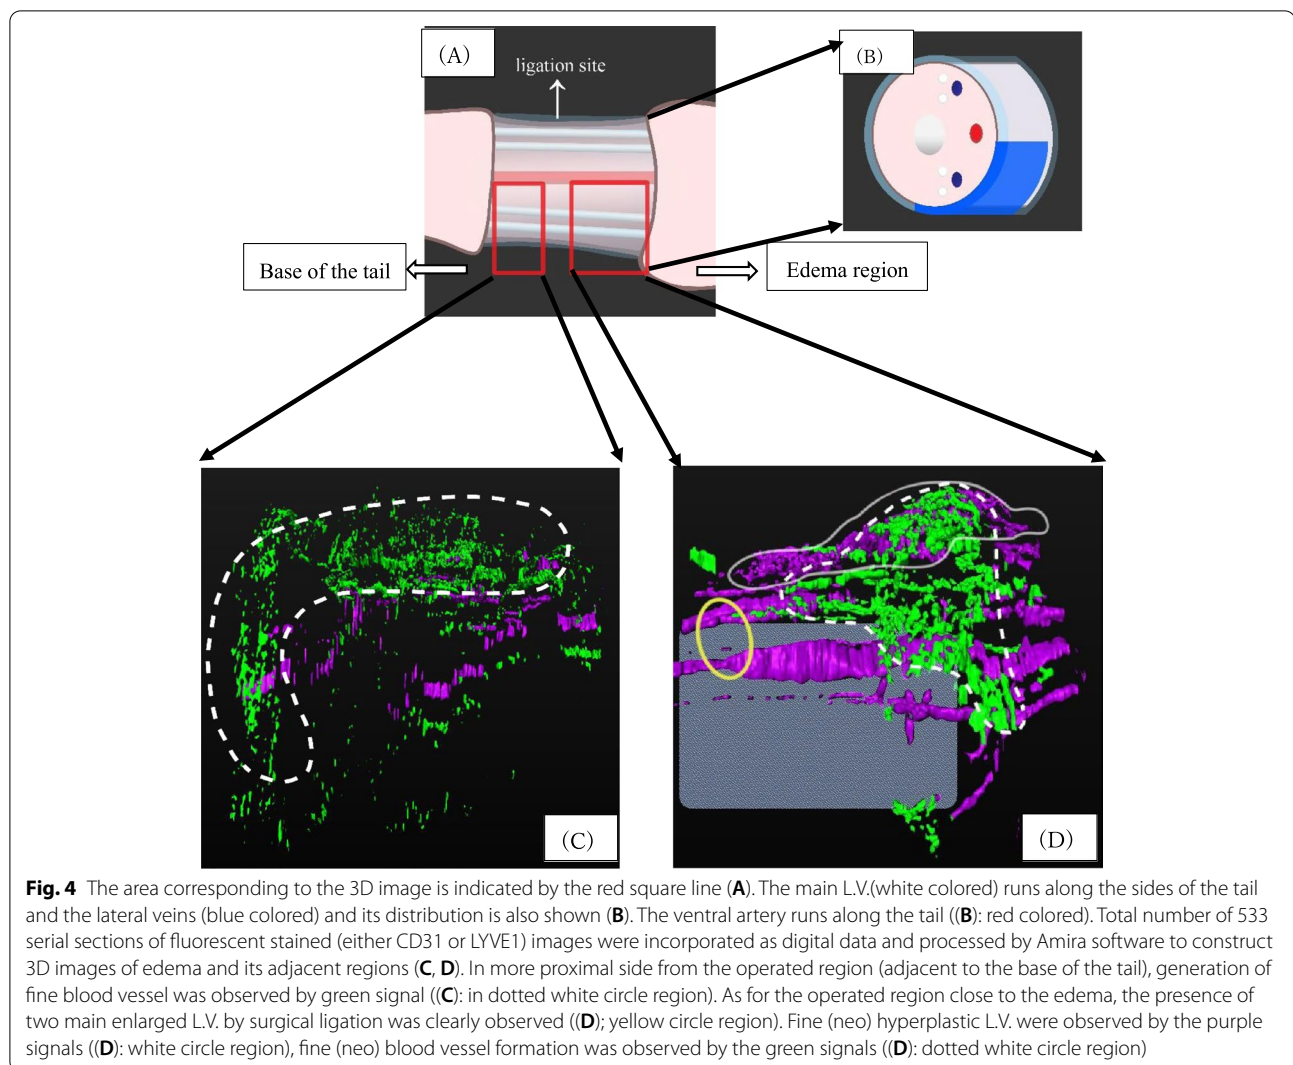 (A)
ligation site
(B)
Base of the tail
Edema region
(C)
(D)
Fig. 4 The area corresponding to the 3D image is indicated by the red square line (A). The main L.V.(white colored) runs along the sides of the tail
and the lateral veins (blue colored) and its distribution is also shown (B). The ventral artery runs along the tail ((B): red colored). Total number of 533
serial sections of fluorescent stained (either CD31 or LYVE1) images were incorporated as digital data and processed by Amira software to construct
3D images of edema and its adjacent regions (C, D). In more proximal side from the operated region (adjacent to the base of the tail), generation of
fine blood vessel was observed by green signal ((C): in dotted white circle region). As for the operated region close to the edema, the presence of
two main enlarged L.V. by surgical ligation was clearly observed ((D); yellow circle region). Fine (neo) hyperplastic L.V. were observed by the purple
signals ((D): white circle region), fine (neo) blood vessel formation was observed by the green signals ((D): dotted white circle region)